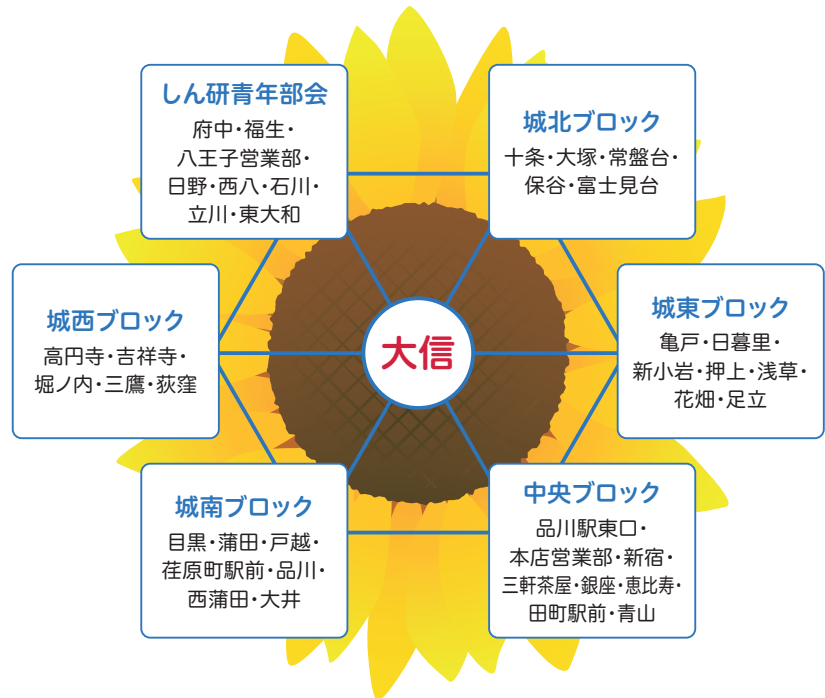 しん研青年部会
府中・福生・
八王子営業部・
日野・西八・石川・
立川・東大和
城北ブロック
十条・大塚・常盤台・
保谷・富士見台
城西ブロック
高円寺・吉祥寺・
堀ノ内・三鷹・荻窪
大信
城東ブロック
亀戸・日暮里・
新小岩・押上・浅草・
花畑・足立
城南ブロック
目黒・蒲田・戸越・
荏原町駅前・品川・
西蒲田・大井
中央ブロック
品川駅東口・
本店営業部・新宿・
三軒茶屋・銀座・恵比寿・
田町駅前・青山